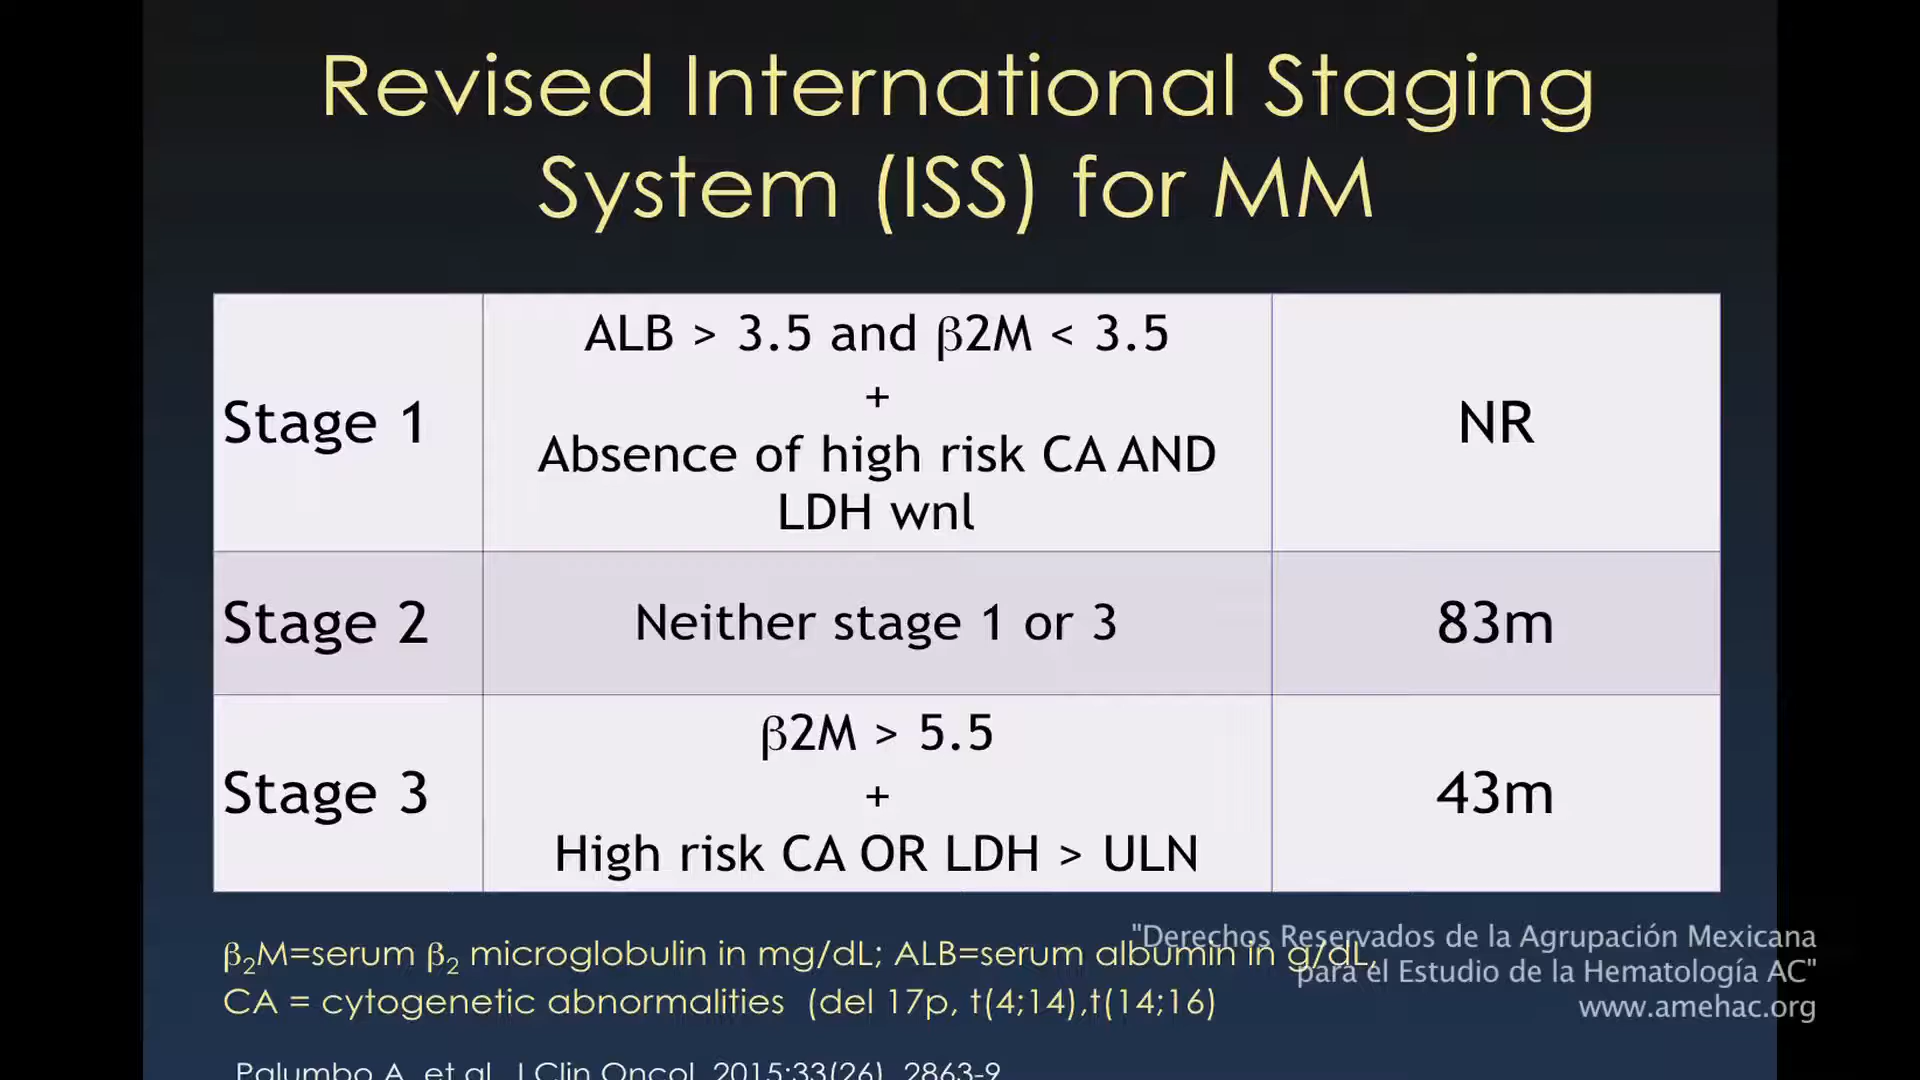 Revised International Staging
System (ISS) for MM
Stage 1
ALB > 3.5 and β2M < 3.5
+
Absence of high risk CA AND
LDH wnl
NR
Stage 2
Neither stage 1 or 3
83m
Stage 3
β2M > 5.5
+
High risk CA OR LDH > ULN
43m
β2M=serum β2 microglobulin in mg/dL; ALB=serum albumin in g/dL,
CA = cytogenetic abnormalities (del 17p, t(4;14),t(14;16)
"Derechos Reservados de la Agrupación Mexicana
para el Estudio de la Hematología AC"
www.amehac.org
Palumbo A, et al. J Clin Oncol. 2015;33(26). 2863-9